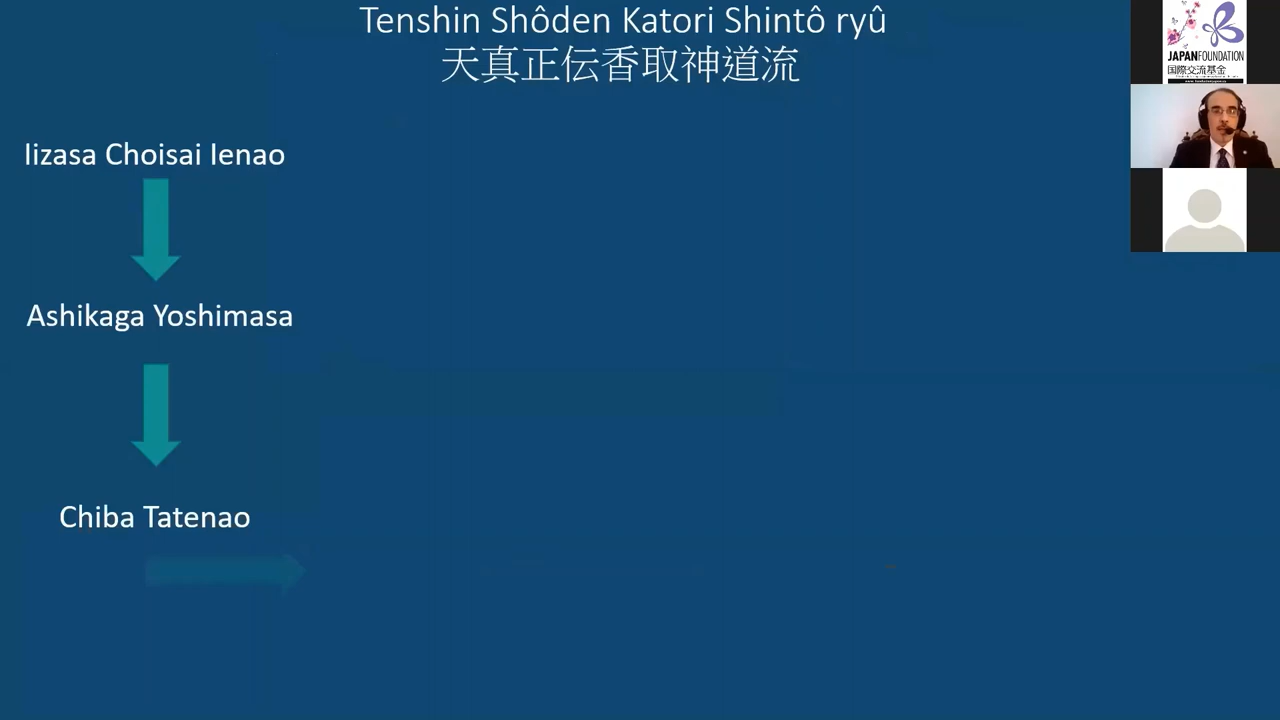 Tenshin Shôden Katori Shintô ryû
天真正伝香取神道流
JAPANFOUNDATION
国際交流基金
Iizasa Choisai Ienao
Ashikaga Yoshimasa
Chiba Tatenao